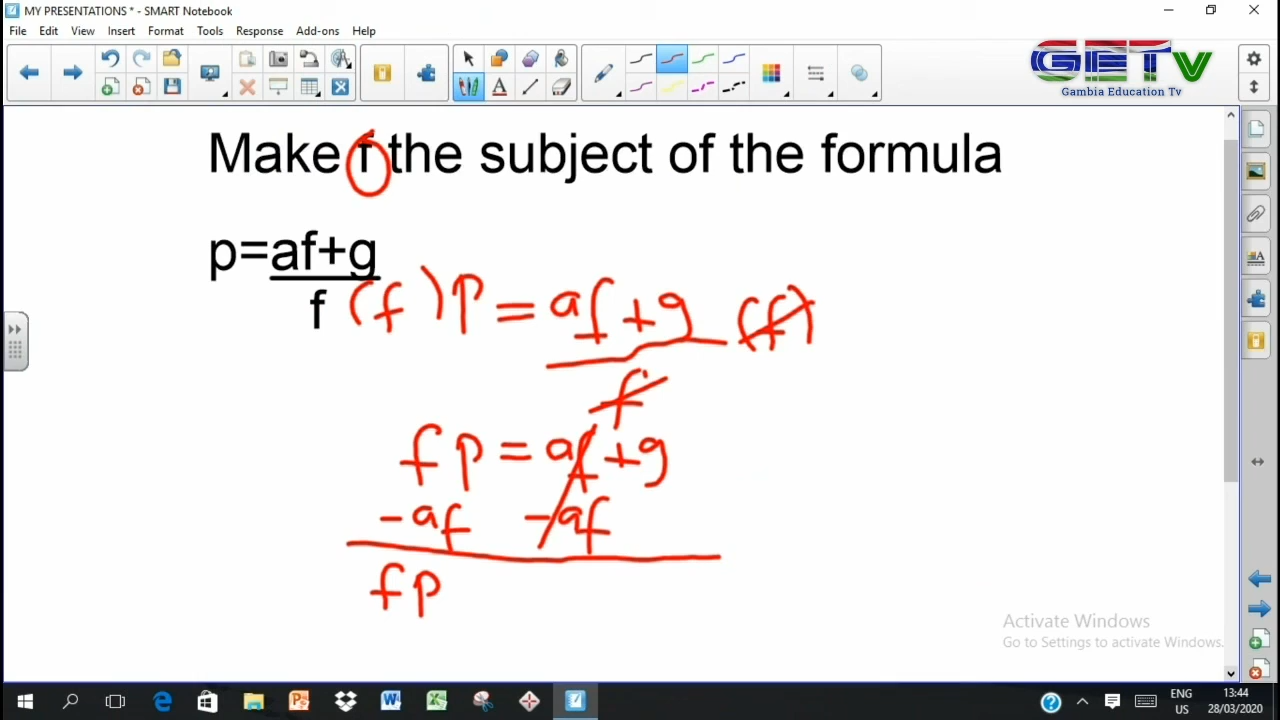 MY PRESENTATIONS * - SMART Notebook
File Edit View Insert Format Tools Response Add-ons Help
GETV
Gambia Education Tv
Make f the subject of the formula
p=af+g
f
(f)p = af+g (f)
f
fp = af+g
-af -af
fp
Activate Windows
Go to Settings to activate Windows.
ENG 13:44
US 28/03/2020